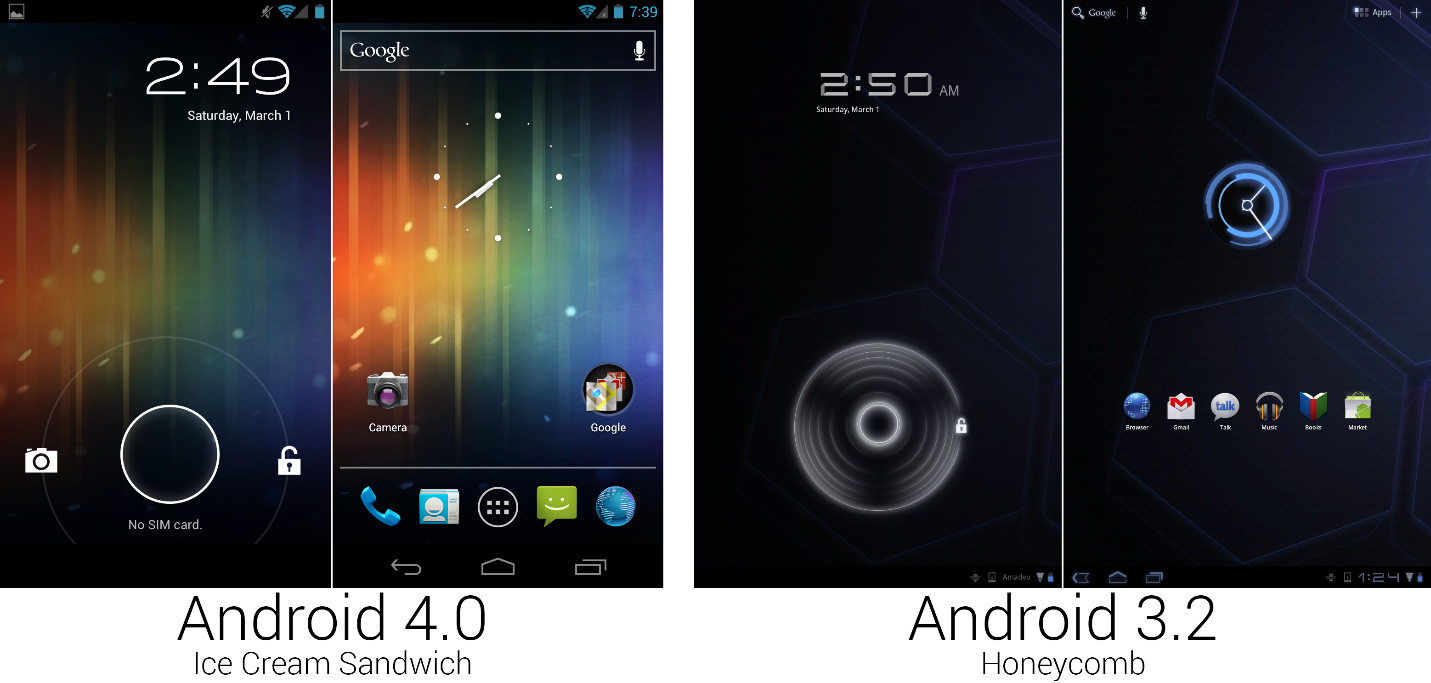 2:49
Saturday, March 1
No SIM card.
7:39
Google
Camera
Google
2:50 AM
Saturday, March 1
Amadeo
Google
Apps
talk
Browser
Gmail
Talk
Music
Books
Market
1:24
Android 4.0
Ice Cream Sandwich
Android 3.2
Honeycomb